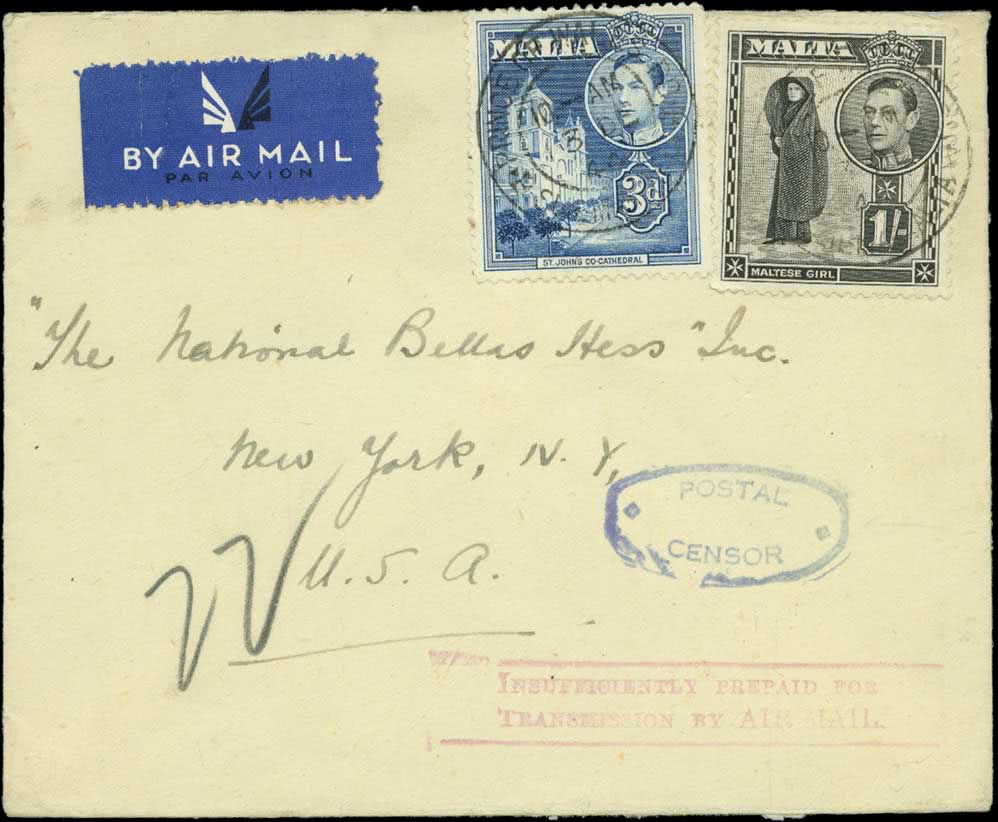 BY AIR MAIL
PAR AVION
MALTA
3d
ST. JOHN'S CO-CATHEDRAL
MALTA
1/-
MALTESE GIRL
"The National Bellas Hess" Inc.
New York, N. Y,
U. S. A.
POSTAL
CENSOR
INSUFFICIENTLY PREPAID FOR
TRANSMISSION BY AIR MAIL.